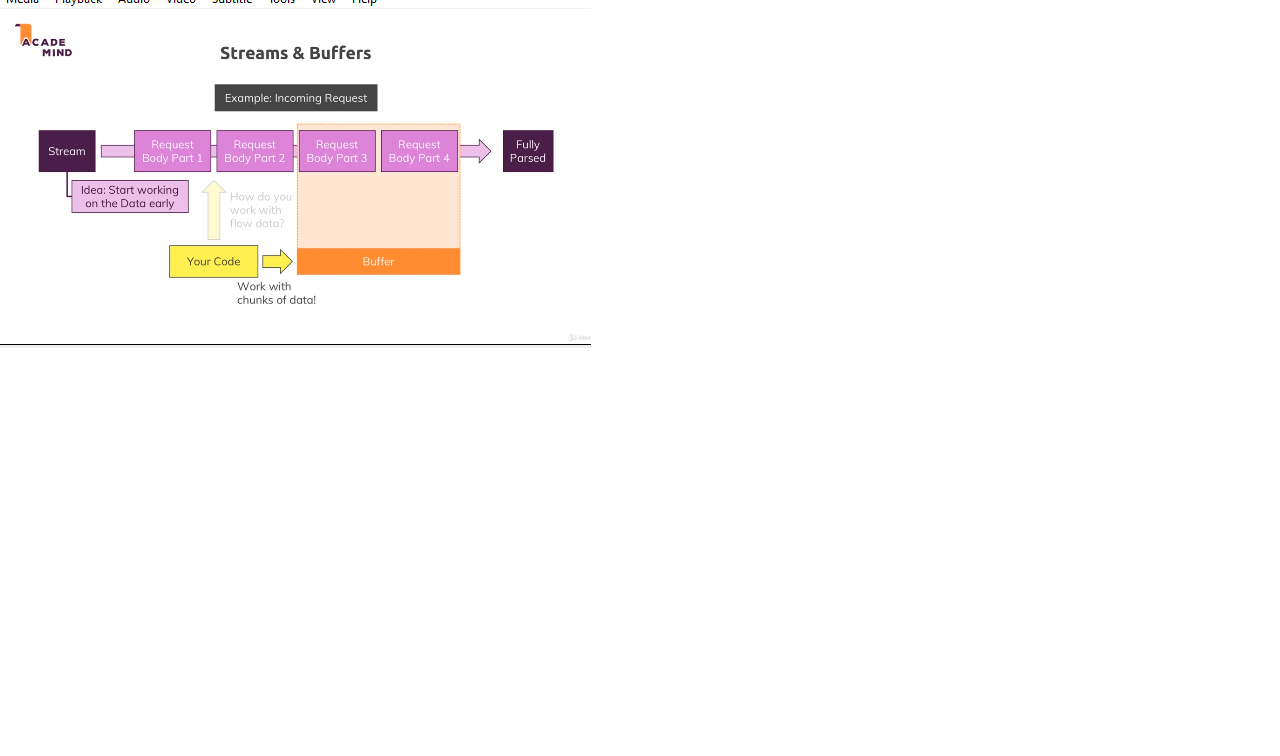 Media Playback Audio Video Subtitle Tools View Help
ACADE
MIND
Streams & Buffers
Example: Incoming Request
Stream
Request
Body Part 1
Request
Body Part 2
Request
Body Part 3
Request
Body Part 4
Fully
Parsed
Idea: Start working
on the Data early
How do you
work with
flow data?
Your Code
Buffer
Work with
chunks of data!